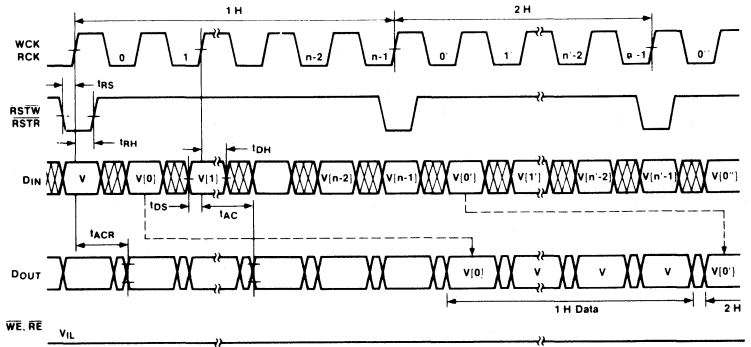 1 H 2 H
WCK
RCK
0 1 n-2 n-1 0' 1' n'-2 -1 0''
tRS
RSTW
RSTR
tRH
tDH
DIN V V[0] V[1] V[n-2] V[n-1] V[0'] V[1'] V[n'-2] V[n'-1] V[0'']
tDS tAC
tACR
DOUT V[0] V V V V[0']
1 H Data 2 H
WE, RE VIL